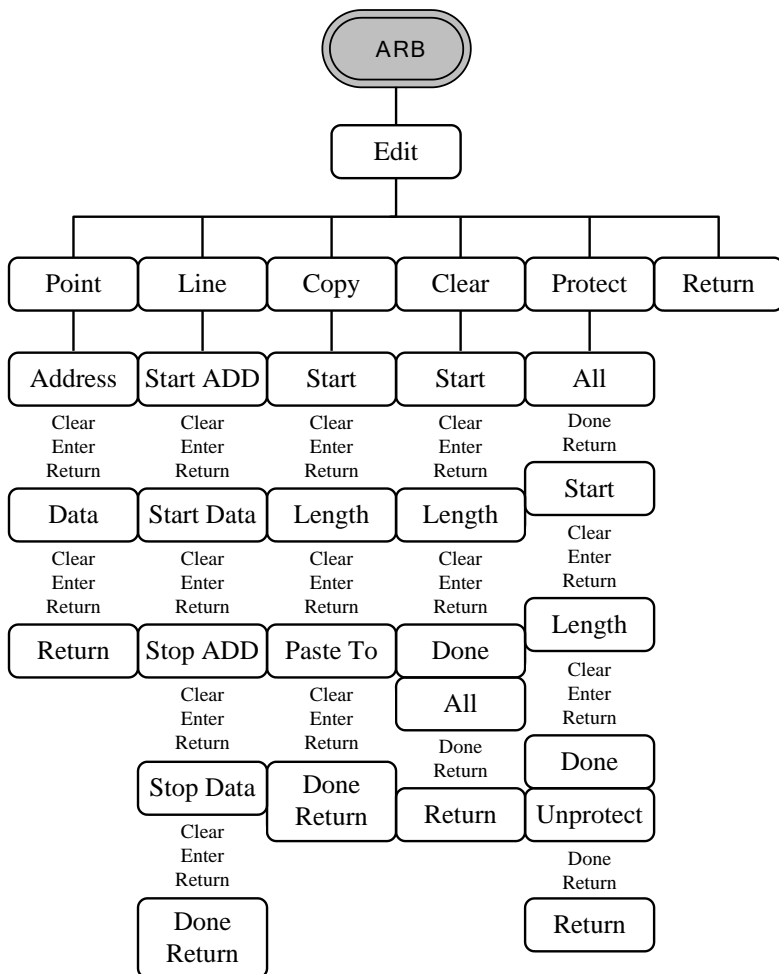 ARB
Edit
Point
Line
Copy
Clear
Protect
Return
Address
Clear
Enter
Return
Data
Clear
Enter
Return
Return
Start ADD
Clear
Enter
Return
Start Data
Clear
Enter
Return
Stop ADD
Clear
Enter
Return
Stop Data
Clear
Enter
Return
Done
Return
Start
Clear
Enter
Return
Length
Clear
Enter
Return
Paste To
Clear
Enter
Return
Done
Return
Start
Clear
Enter
Return
Length
Clear
Enter
Return
Done
All
Done
Return
Return
All
Done
Return
Start
Clear
Enter
Return
Length
Clear
Enter
Return
Done
Unprotect
Done
Return
Return